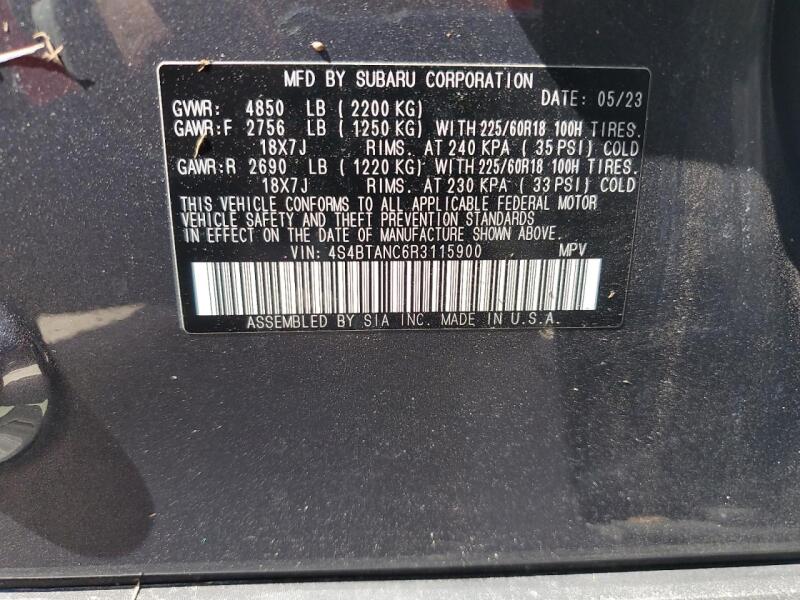 MFD BY SUBARU CORPORATION
DATE: 05/23
GVWR: 4850 LB ( 2200 KG)
GAWR:F 2756 LB ( 1250 KG) WITH 225/60R18 100H TIRES.
18X7J RIMS. AT 240 KPA ( 35 PSI) COLD
GAWR:R 2690 LB ( 1220 KG) WITH 225/60R18 100H TIRES.
18X7J RIMS. AT 230 KPA ( 33 PSI) COLD
THIS VEHICLE CONFORMS TO ALL APPLICABLE FEDERAL MOTOR
VEHICLE SAFETY AND THEFT PREVENTION STANDARDS
IN EFFECT ON THE DATE OF MANUFACTURE SHOWN ABOVE.
VIN: 4S4BTANC6R3115900 MPV
ASSEMBLED BY SIA INC. MADE IN U.S.A.